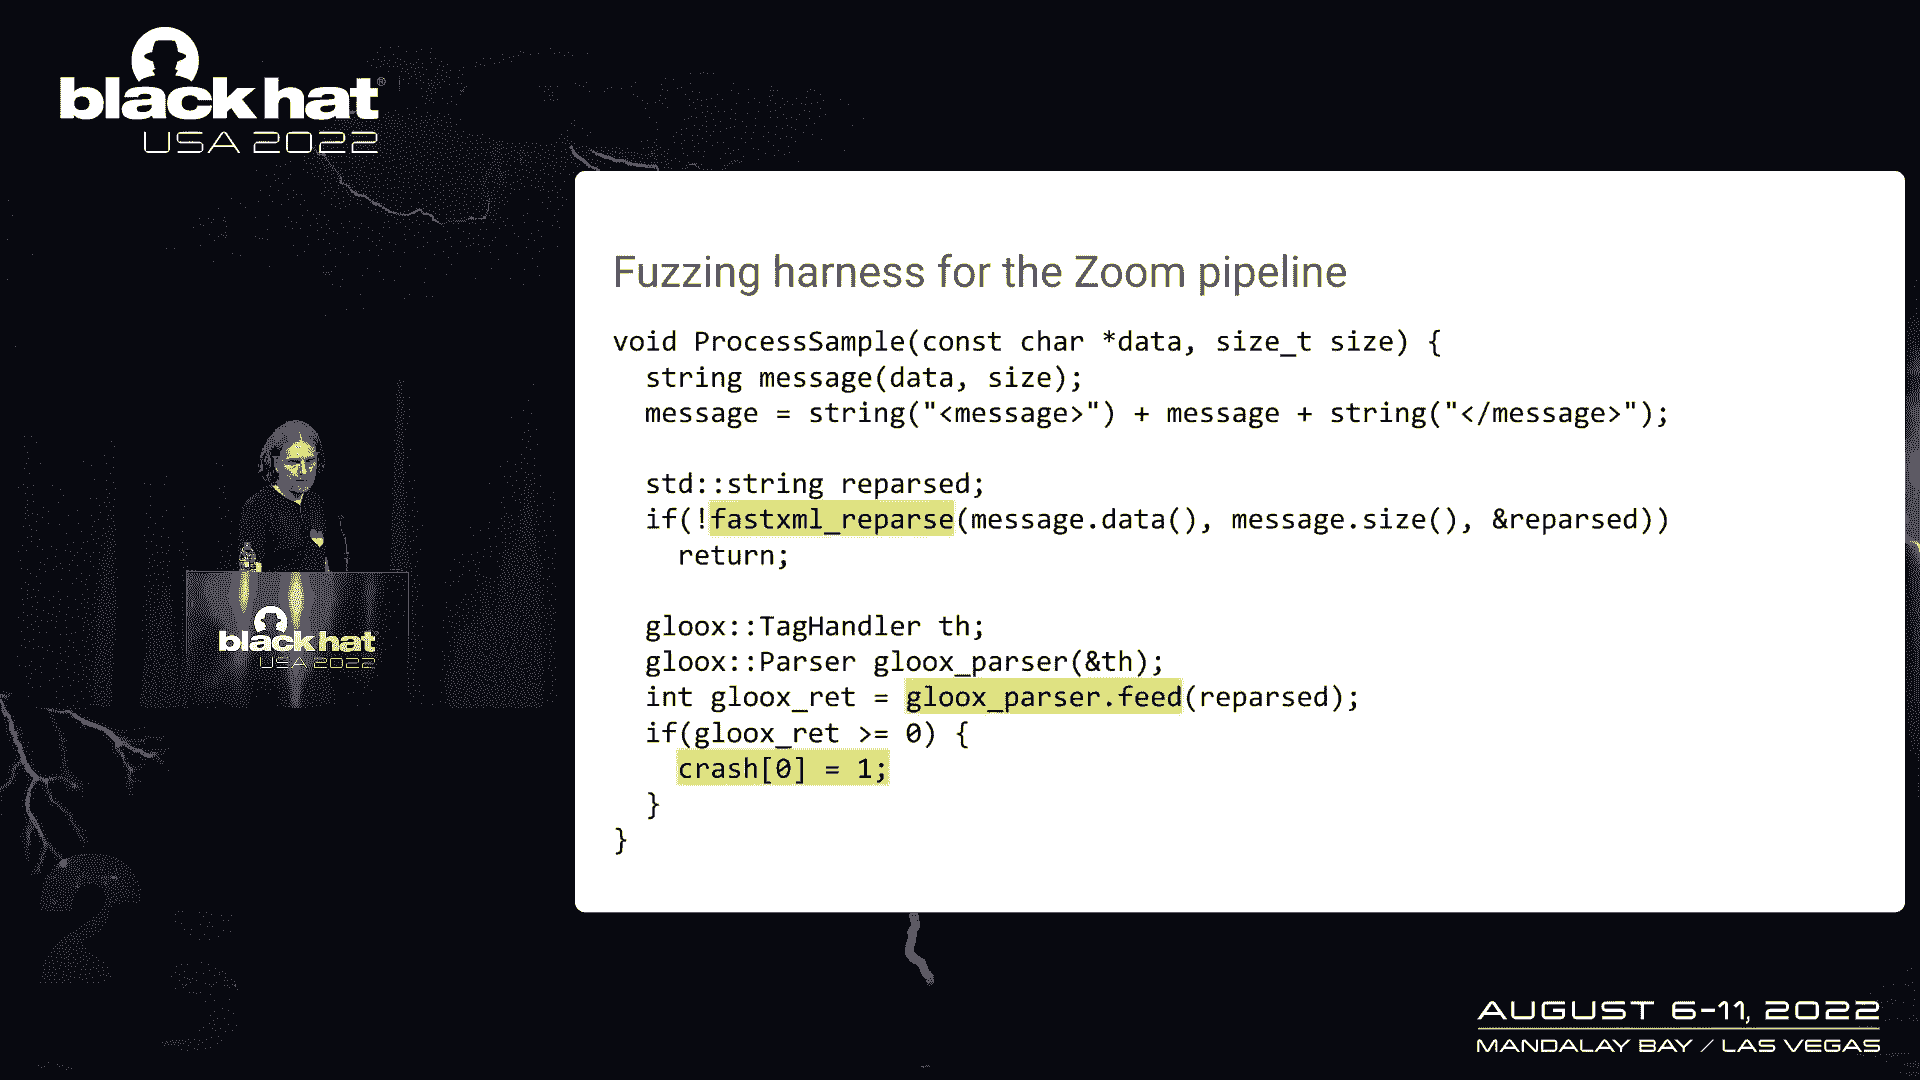 black hat®
USA 2022
Fuzzing harness for the Zoom pipeline
void ProcessSample(const char *data, size_t size) {
string message(data, size);
message = string("<message>") + message + string("</message>");
std::string reparsed;
if(!fastxml_reparse(message.data(), message.size(), &reparsed))
return;
gloox::TagHandler th;
gloox::Parser gloox_parser(&th);
int gloox_ret = gloox_parser.feed(reparsed);
if(gloox_ret >= 0) {
crash[0] = 1;
}
}
black hat
USA 2022
AUGUST 6-11, 2022
MANDALAY BAY / LAS VEGAS